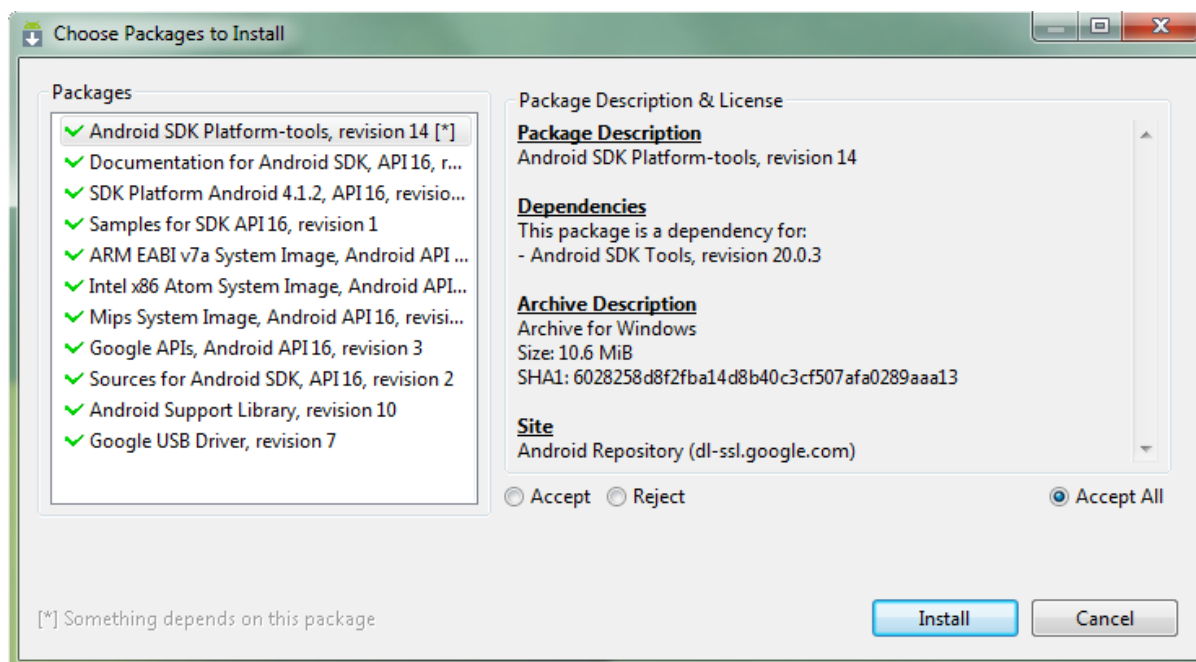 Choose Packages to Install
Packages
Android SDK Platform-tools, revision 14 [*]
Documentation for Android SDK, API 16, r...
SDK Platform Android 4.1.2, API 16, revisio...
Samples for SDK API 16, revision 1
ARM EABI v7a System Image, Android API ...
Intel x86 Atom System Image, Android API...
Mips System Image, Android API 16, revisi...
Google APIs, Android API 16, revision 3
Sources for Android SDK, API 16, revision 2
Android Support Library, revision 10
Google USB Driver, revision 7
Package Description & License
Package Description
Android SDK Platform-tools, revision 14
Dependencies
This package is a dependency for:
- Android SDK Tools, revision 20.0.3
Archive Description
Archive for Windows
Size: 10.6 MiB
SHA1: 6028258d8f2fba14d8b40c3cf507afa0289aaa13
Site
Android Repository (dl-ssl.google.com)
Accept Reject Accept All
[*] Something depends on this package
Install Cancel